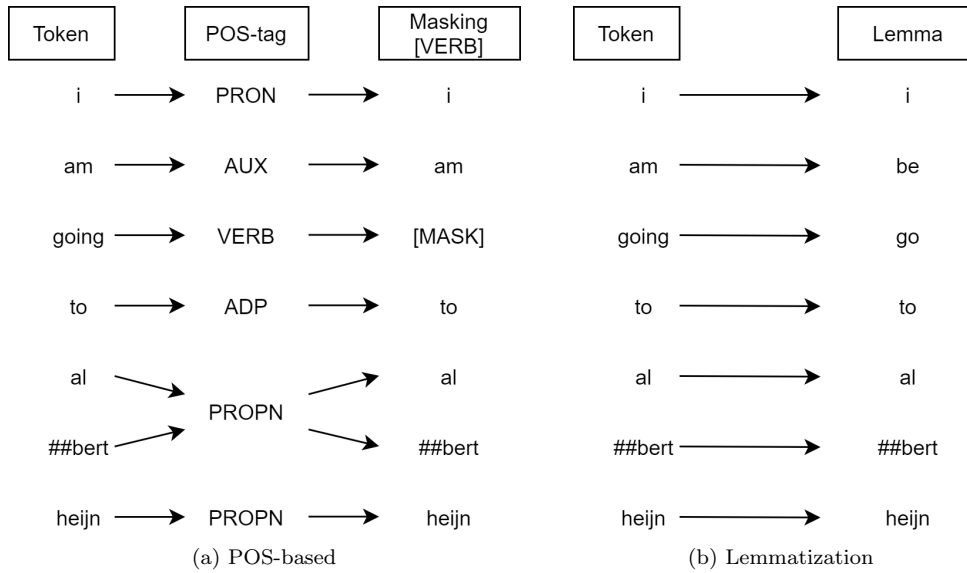 Token POS-tag Masking [VERB] Token Lemma
i PRON i i i
am AUX am am be
going VERB [MASK] going go
to ADP to to to
al al al al
PROPN
##bert ##bert ##bert ##bert
heijn PROPN heijn heijn heijn
(a) POS-based (b) Lemmatization